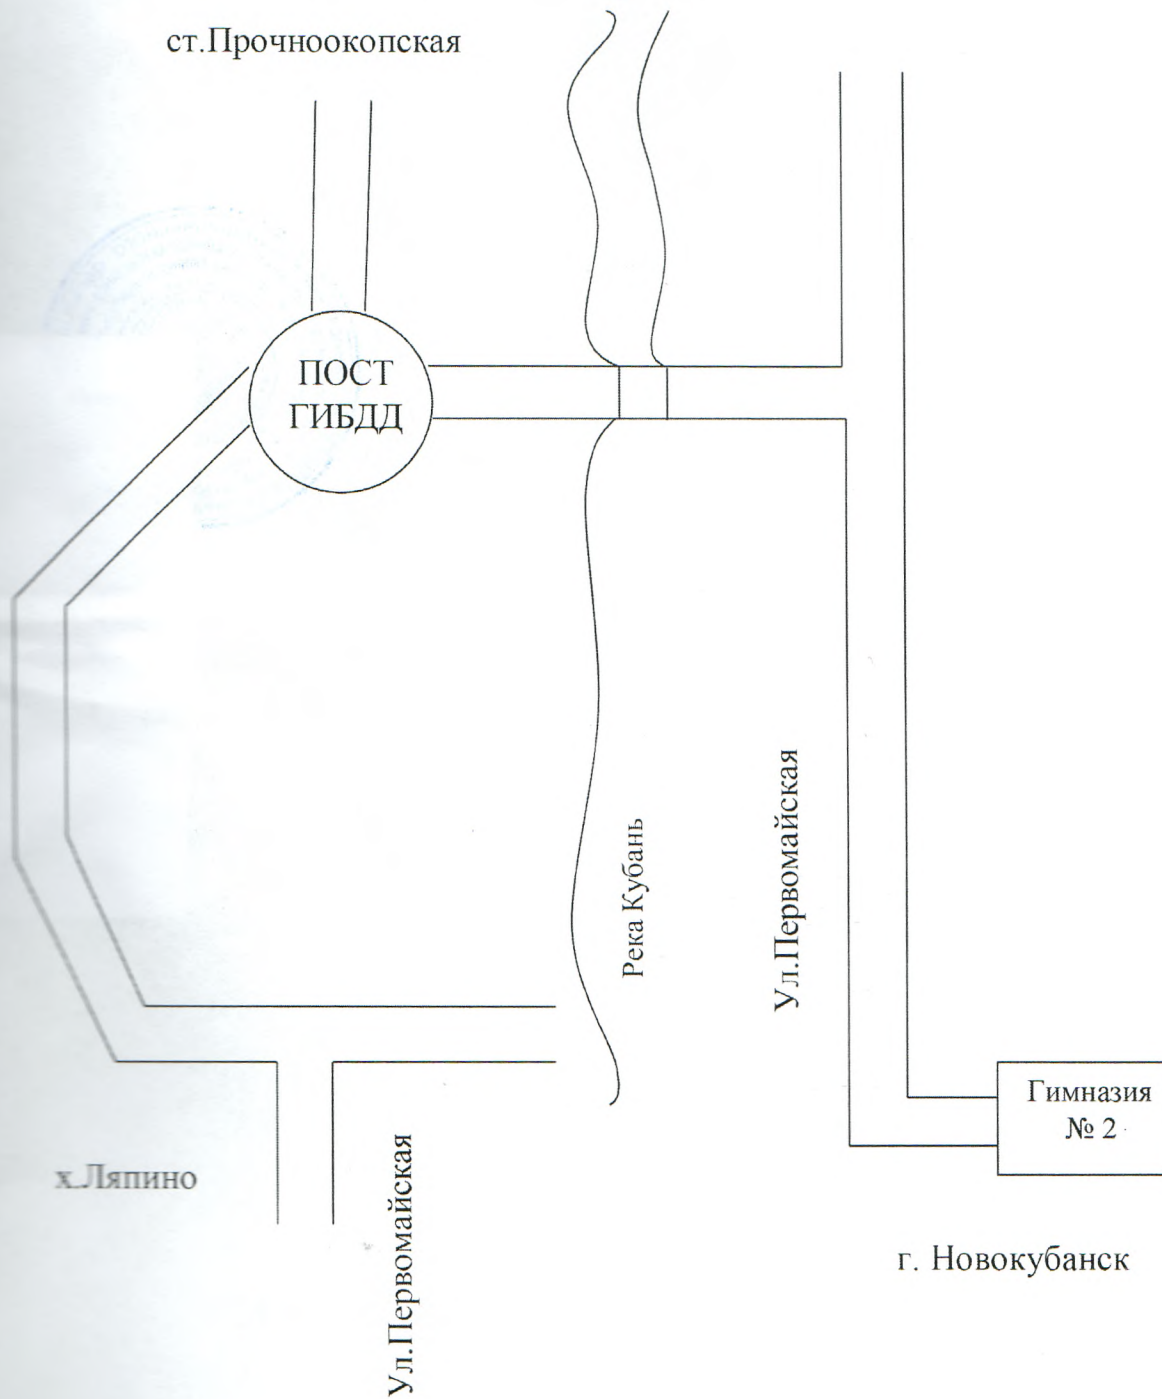 ст.Прочноокопская
ПОСТ
ГИБДД
Река Кубань
Ул.Первомайская
Гимназия
№ 2
х.Ляпино
Ул.Первомайская
г. Новокубанск